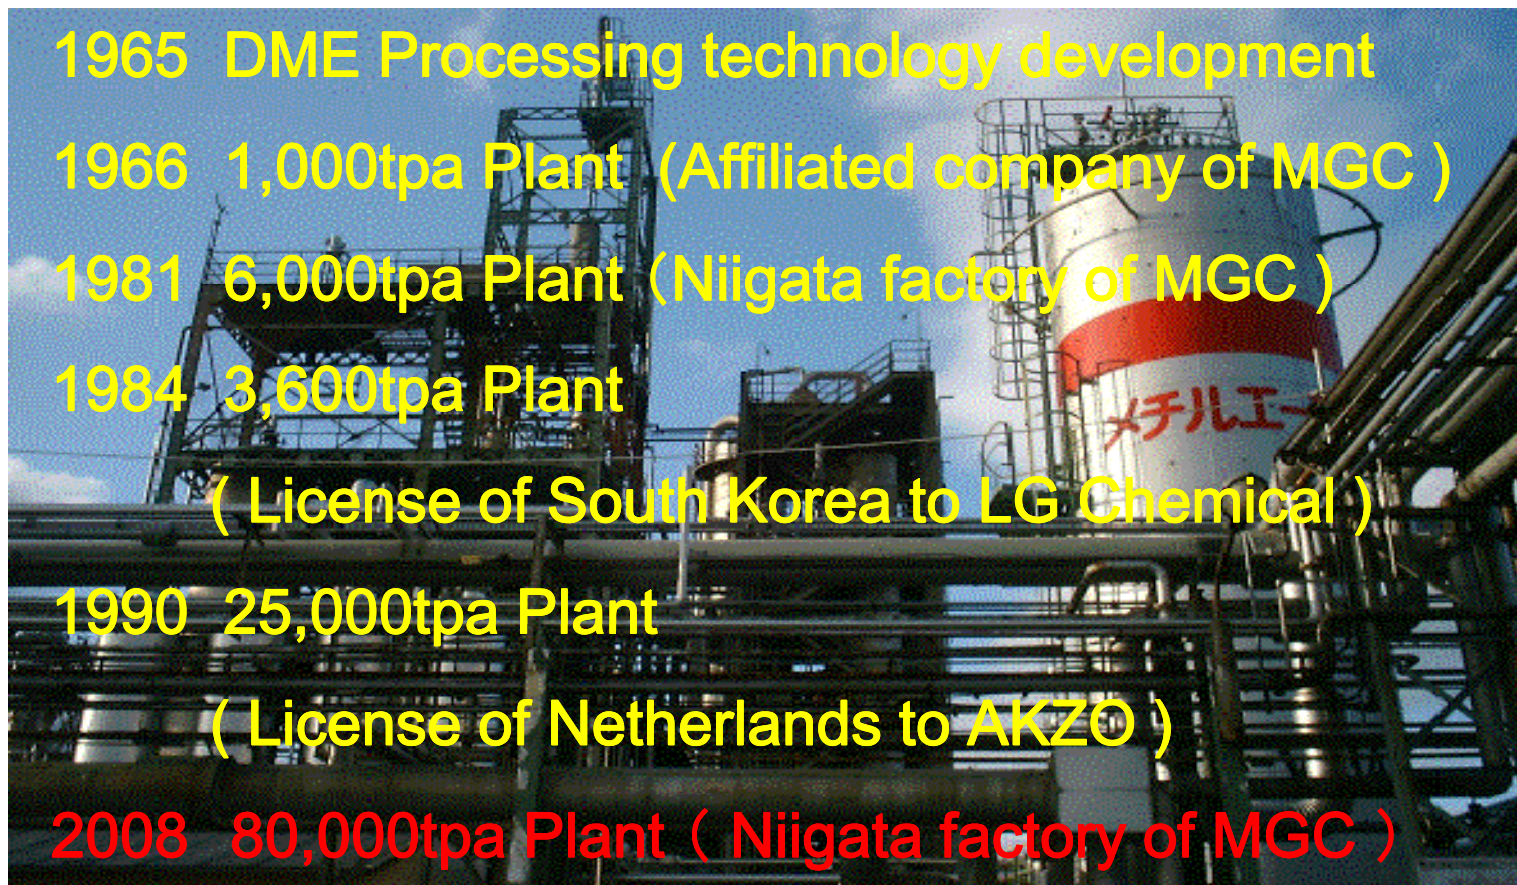 1965 DME Processing technology development
1966 1,000tpa Plant (Affiliated company of MGC )
1981 6,000tpa Plant（Niigata factory of MGC )
メチルエー
1984 3,600tpa Plant
( License of South Korea to LG Chemical )
1990 25,000tpa Plant
( License of Netherlands to AKZO )
2008 80,000tpa Plant（ Niigata factory of MGC ）